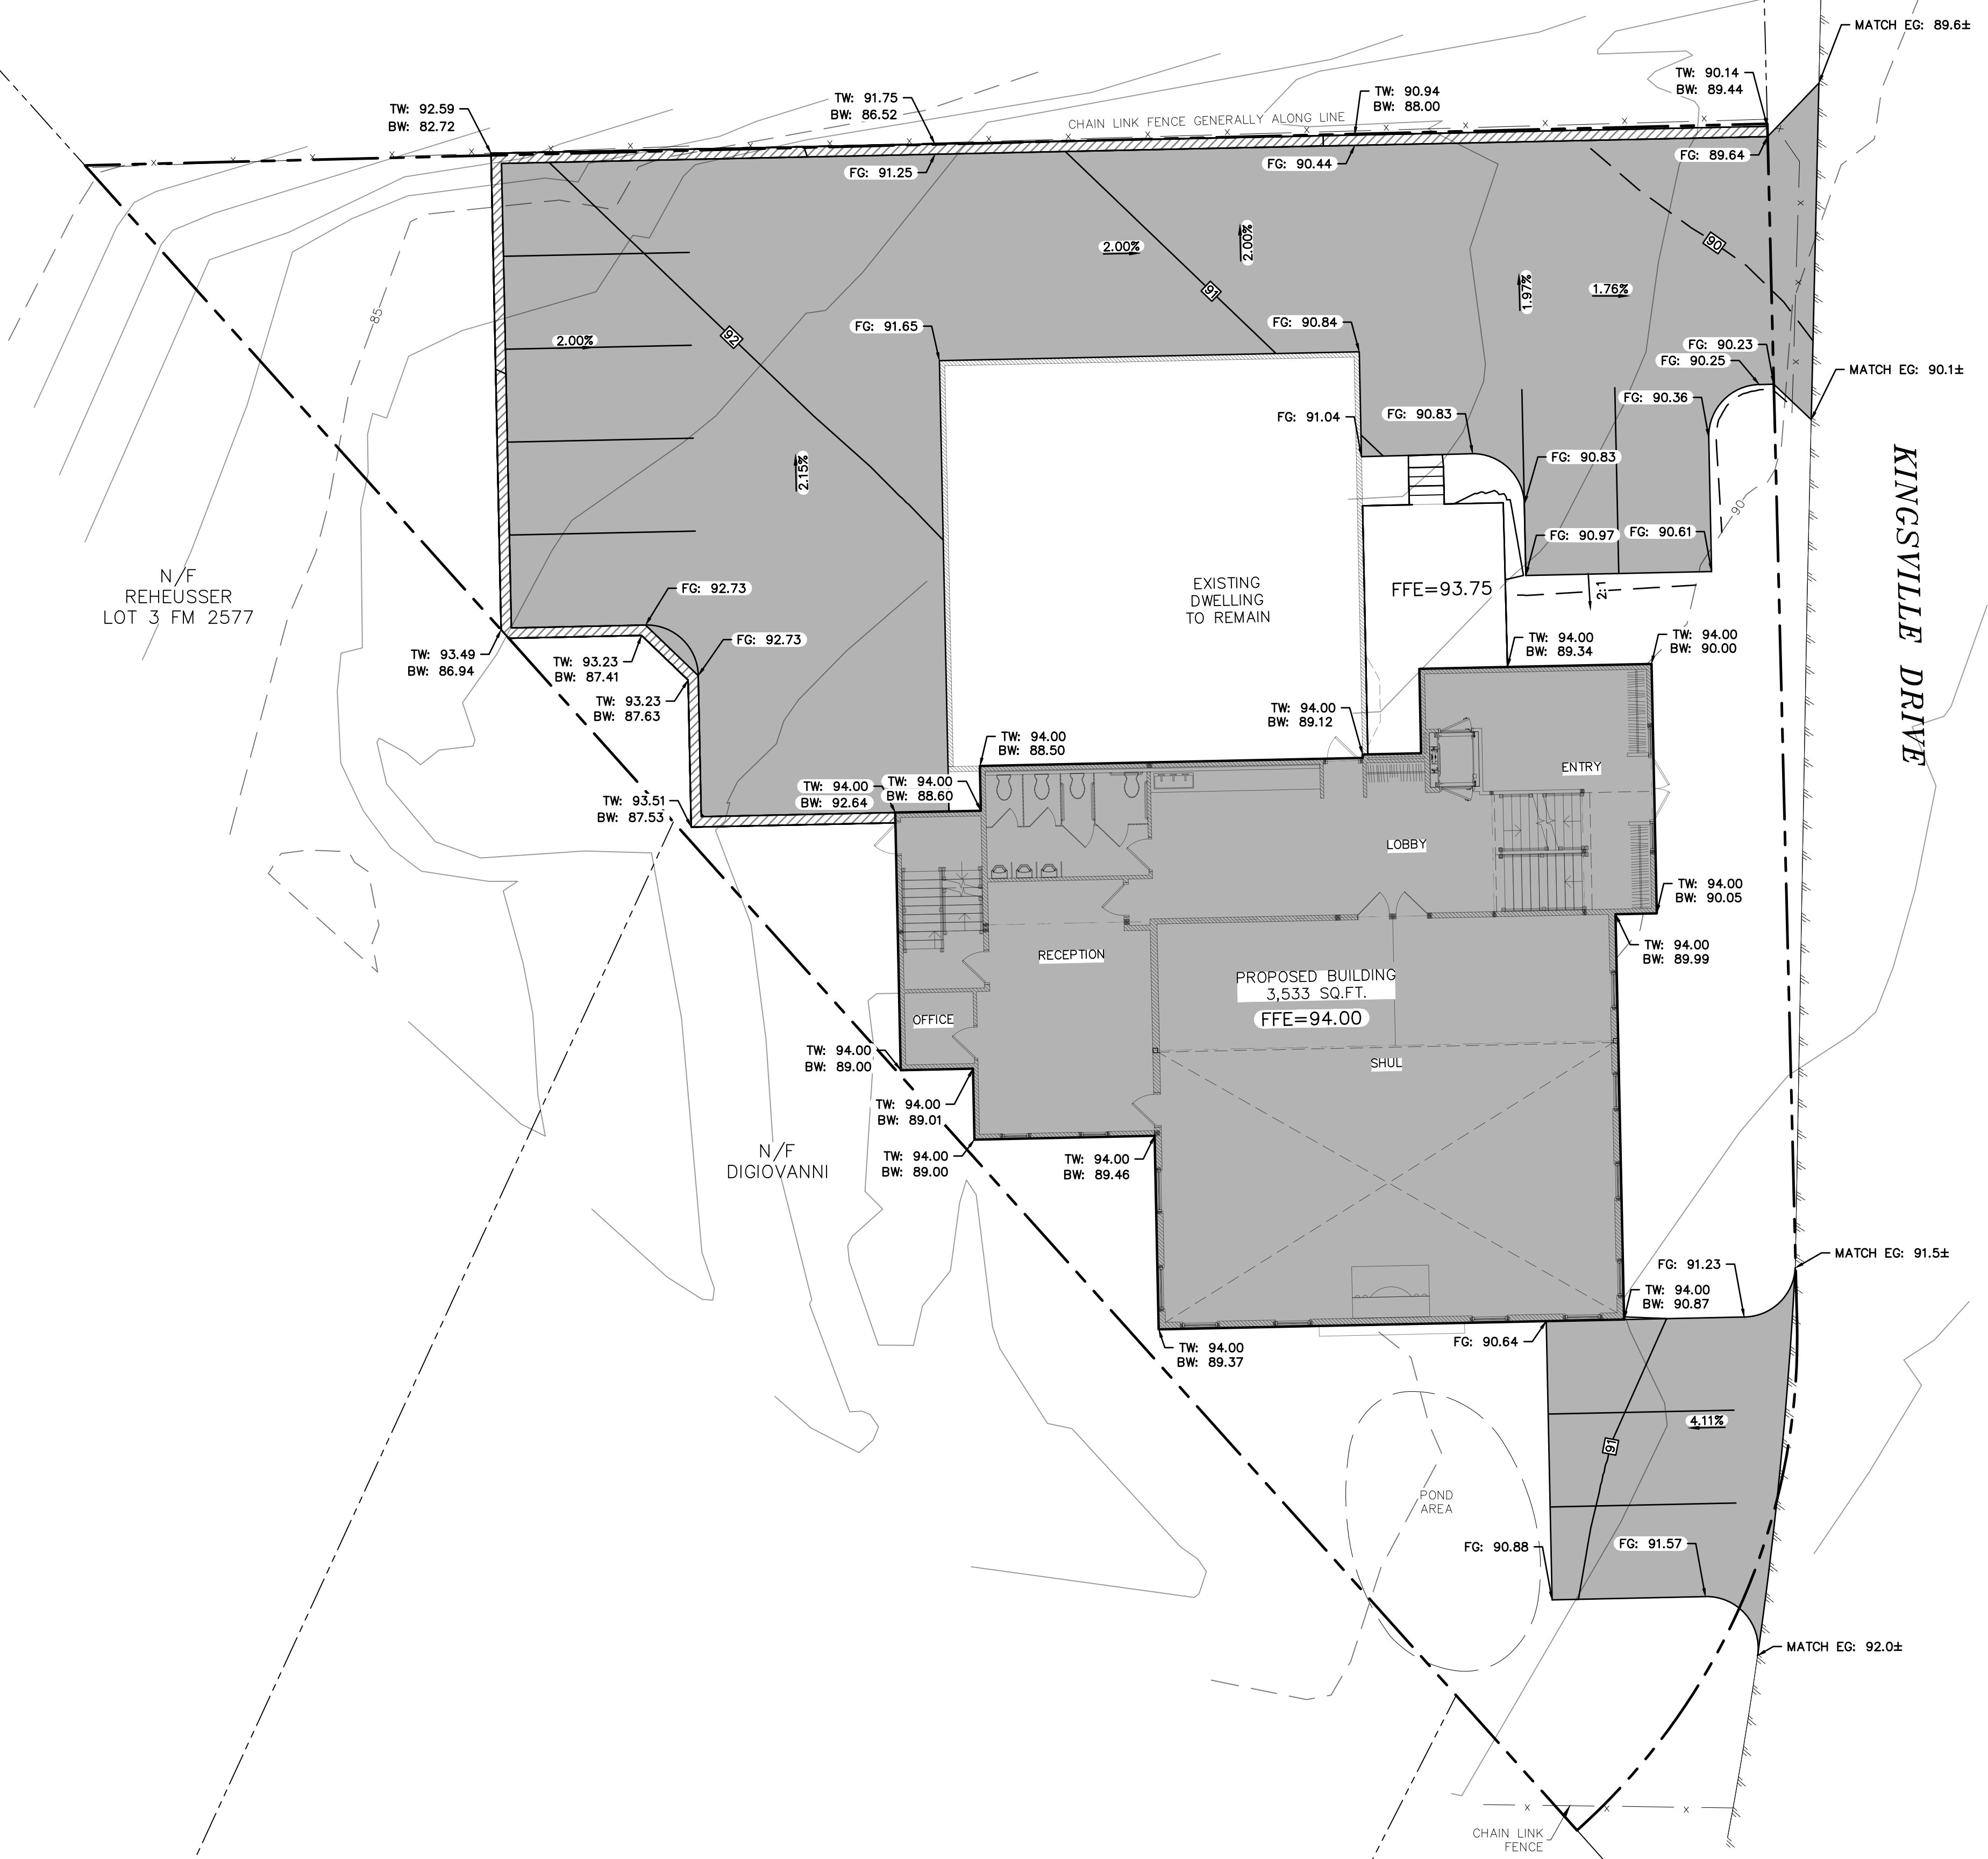 MATCH EG: 89.6±
TW: 90.14
BW: 89.44
TW: 92.59
BW: 82.72
TW: 91.75
BW: 86.52
TW: 90.94
BW: 88.00
CHAIN LINK FENCE GENERALLY ALONG LINE
FG: 91.25
FG: 90.44
FG: 89.64
90
2.00%
2.00%
1.97%
1.76%
91
85
92
2.00%
FG: 91.65
FG: 90.84
FG: 90.23
FG: 90.25
MATCH EG: 90.1±
FG: 90.36
FG: 91.04
FG: 90.83
FG: 90.83
2.15%
90
FG: 90.97
FG: 90.61
KINGSVILLE DRIVE
N/F
REHEUSSER
LOT 3 FM 2577
EXISTING
DWELLING
TO REMAIN
FFE=93.75
2:1
FG: 92.73
FG: 92.73
TW: 93.49
BW: 86.94
TW: 93.23
BW: 87.41
TW: 93.23
BW: 87.63
TW: 94.00
BW: 89.34
TW: 94.00
BW: 90.00
TW: 94.00
BW: 89.12
TW: 94.00
BW: 88.50
TW: 94.00
BW: 92.64
TW: 94.00
BW: 88.60
TW: 93.51
BW: 87.53
ENTRY
LOBBY
TW: 94.00
BW: 90.05
TW: 94.00
BW: 89.99
RECEPTION
PROPOSED BUILDING
3,533 SQ.FT.
FFE=94.00
OFFICE
SHUL
TW: 94.00
BW: 89.00
TW: 94.00
BW: 89.01
TW: 94.00
BW: 89.00
TW: 94.00
BW: 89.46
N/F
DIGIOVANNI
MATCH EG: 91.5±
FG: 91.23
TW: 94.00
BW: 90.87
FG: 90.64
TW: 94.00
BW: 89.37
4.11%
91
POND
AREA
FG: 90.88
FG: 91.57
MATCH EG: 92.0±
CHAIN LINK
FENCE